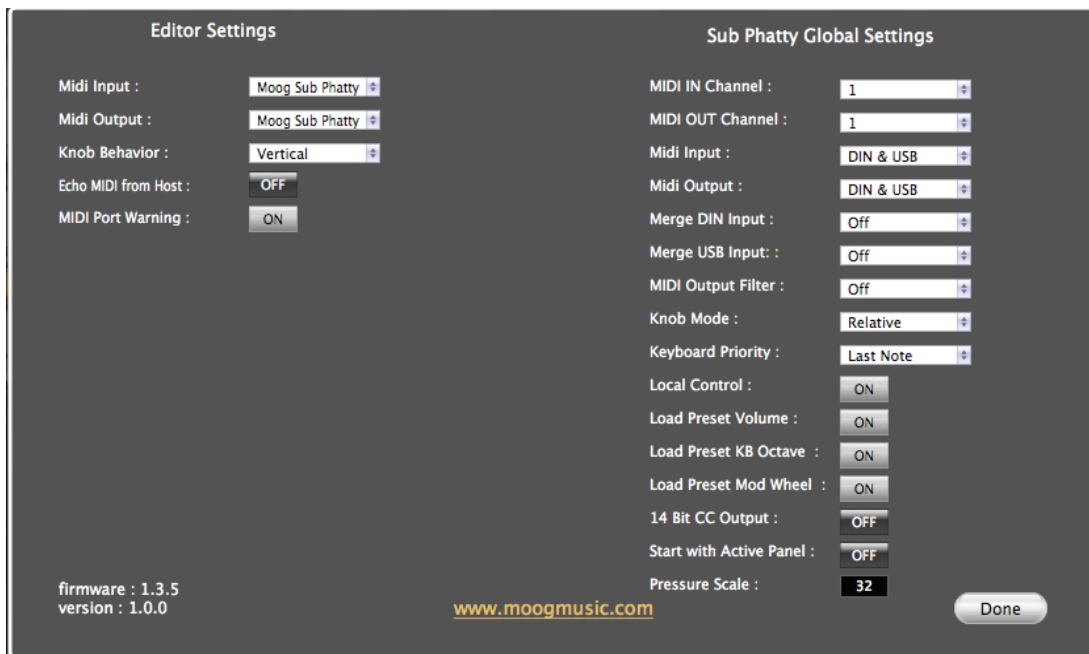 Editor Settings
Midi Input : Moog Sub Phatty
Midi Output : Moog Sub Phatty
Knob Behavior : Vertical
Echo MIDI from Host : OFF
MIDI Port Warning : ON
Sub Phatty Global Settings
MIDI IN Channel : 1
MIDI OUT Channel : 1
Midi Input : DIN & USB
Midi Output : DIN & USB
Merge DIN Input : Off
Merge USB Input: : Off
MIDI Output Filter : Off
Knob Mode : Relative
Keyboard Priority : Last Note
Local Control : ON
Load Preset Volume : ON
Load Preset KB Octave : ON
Load Preset Mod Wheel : ON
14 Bit CC Output : OFF
Start with Active Panel : OFF
Pressure Scale : 32
firmware : 1.3.5
version : 1.0.0
www.moogmusic.com
Done